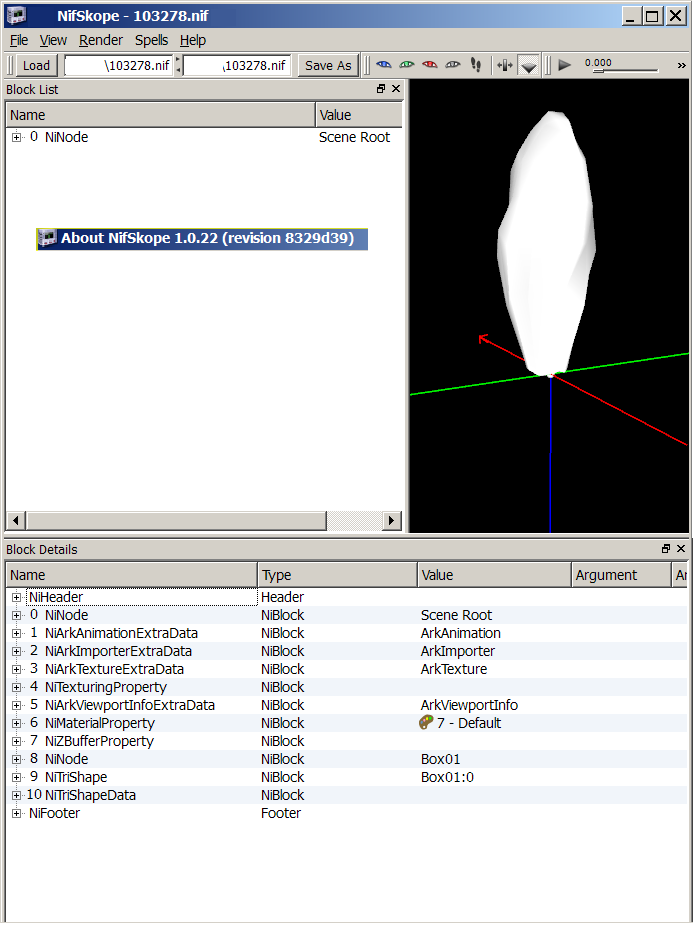 NifSkope - 103278.nif
File View Render Spells Help
Load \103278.nif \103278.nif Save As 0.000 »
Block List
Name Value
0 NiNode Scene Root
About NifSkope 1.0.22 (revision 8329d39)
Block Details
Name Type Value Argument Ar
NiHeader Header
0 NiNode NiBlock Scene Root
1 NiArkAnimationExtraData NiBlock ArkAnimation
2 NiArkImporterExtraData NiBlock ArkImporter
3 NiArkTextureExtraData NiBlock ArkTexture
4 NiTexturingProperty NiBlock
5 NiArkViewportInfoExtraData NiBlock ArkViewportInfo
6 NiMaterialProperty NiBlock 7 - Default
7 NiZBufferProperty NiBlock
8 NiNode NiBlock Box01
9 NiTriShape NiBlock Box01:0
10 NiTriShapeData NiBlock
NiFooter Footer